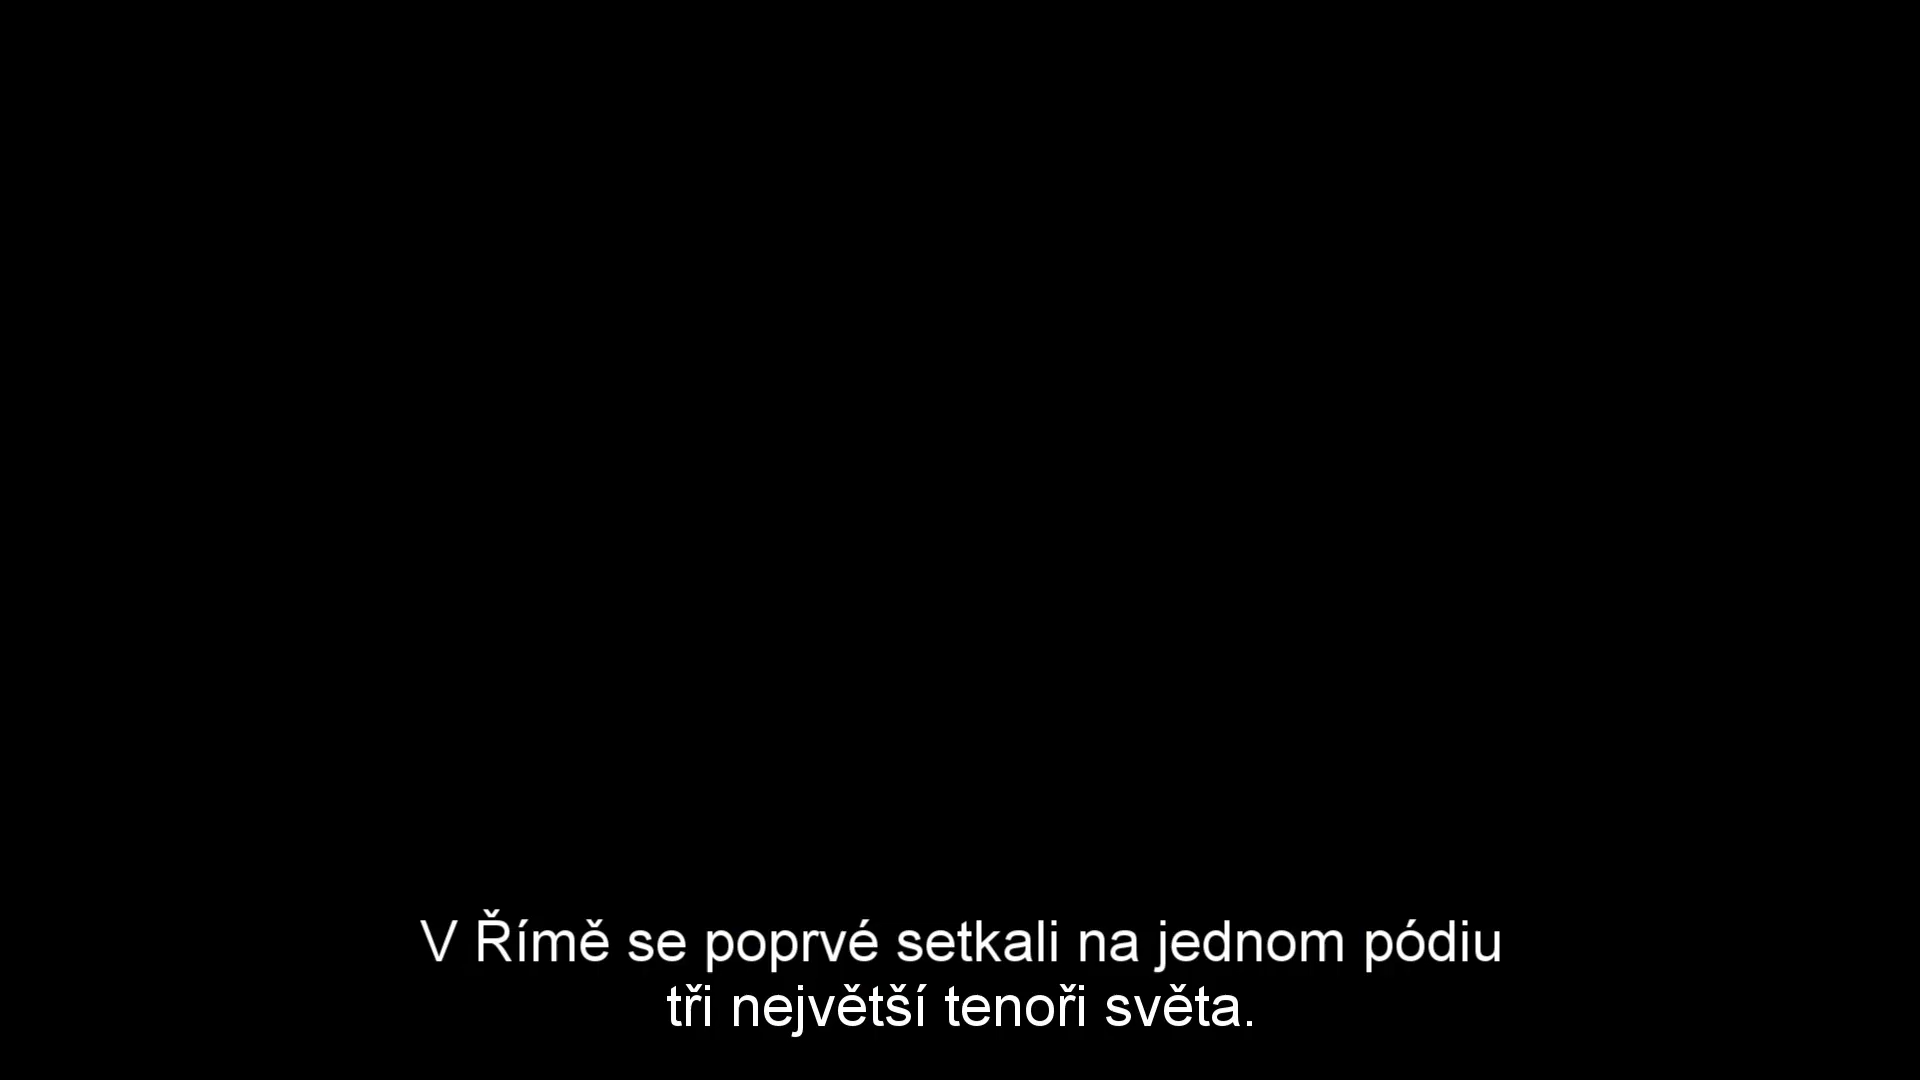 V Římě se poprvé setkali na jednom pódiu
tři největší tenoři světa.